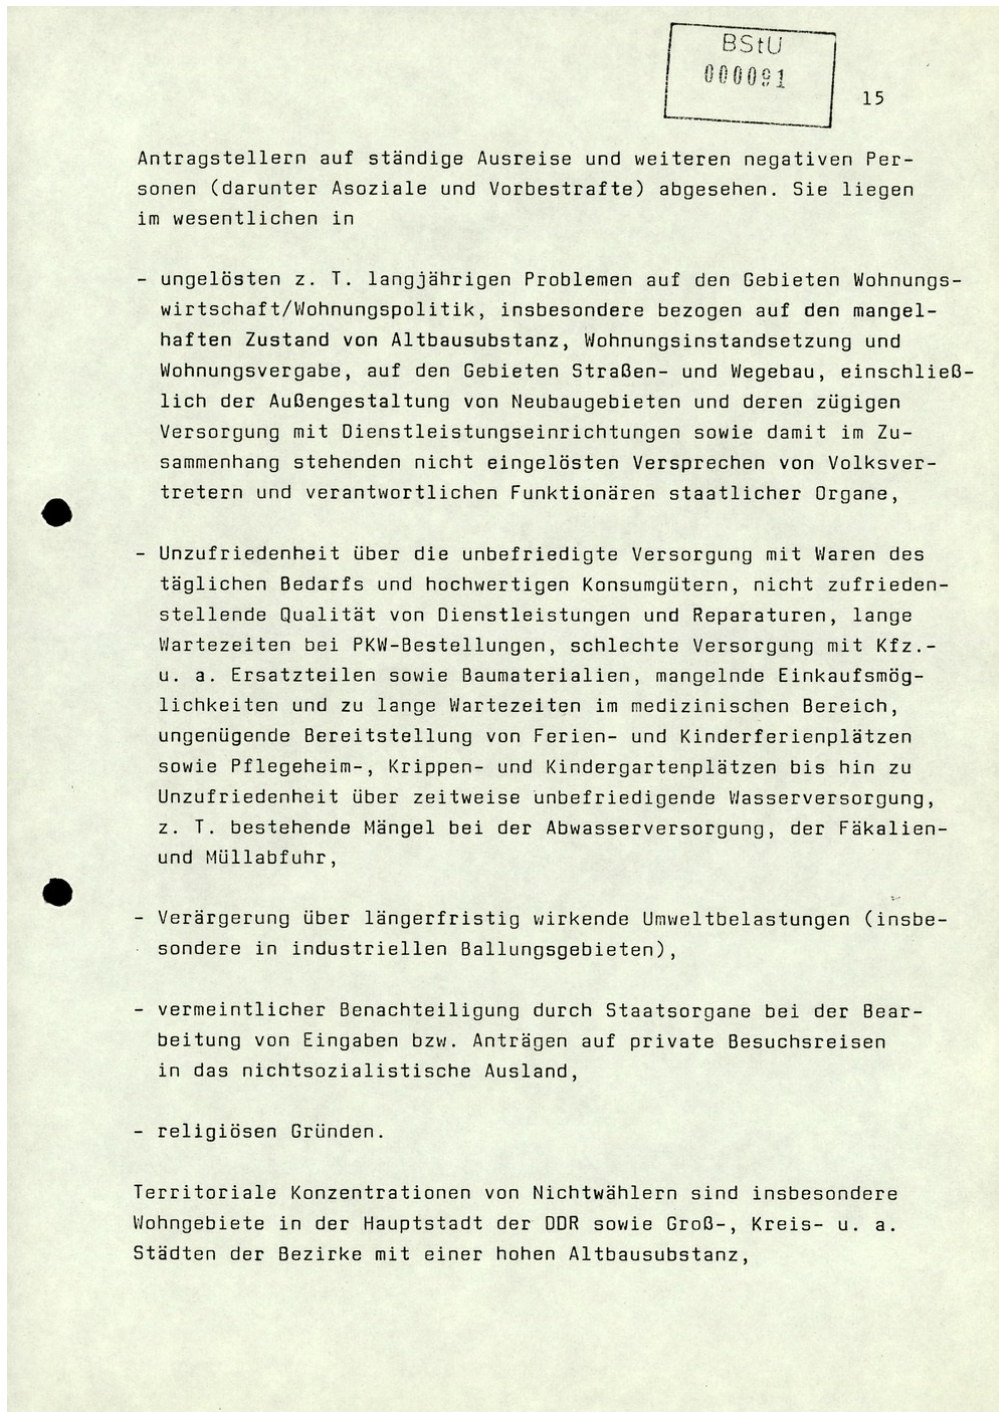 BStU
000091
15
Antragstellern auf ständige Ausreise und weiteren negativen Per-
sonen (darunter Asoziale und Vorbestrafte) abgesehen. Sie liegen
im wesentlichen in
- ungelösten z. T. langjährigen Problemen auf den Gebieten Wohnungs-
wirtschaft/Wohnungspolitik, insbesondere bezogen auf den mangel-
haften Zustand von Altbausubstanz, Wohnungsinstandsetzung und
Wohnungsvergabe, auf den Gebieten Straßen- und Wegebau, einschließ-
lich der Außengestaltung von Neubaugebieten und deren zügigen
Versorgung mit Dienstleistungseinrichtungen sowie damit im Zu-
sammenhang stehenden nicht eingelösten Versprechen von Volksver-
tretern und verantwortlichen Funktionären staatlicher Organe,
- Unzufriedenheit über die unbefriedigte Versorgung mit Waren des
täglichen Bedarfs und hochwertigen Konsumgütern, nicht zufrieden-
stellende Qualität von Dienstleistungen und Reparaturen, lange
Wartezeiten bei PKW-Bestellungen, schlechte Versorgung mit Kfz.-
u. a. Ersatzteilen sowie Baumaterialien, mangelnde Einkaufsmög-
lichkeiten und zu lange Wartezeiten im medizinischen Bereich,
ungenügende Bereitstellung von Ferien- und Kinderferienplätzen
sowie Pflegeheim-, Krippen- und Kindergartenplätzen bis hin zu
Unzufriedenheit über zeitweise unbefriedigende Wasserversorgung,
z. T. bestehende Mängel bei der Abwasserversorgung, der Fäkalien-
und Müllabfuhr,
- Verärgerung über längerfristig wirkende Umweltbelastungen (insbe-
sondere in industriellen Ballungsgebieten),
- vermeintlicher Benachteiligung durch Staatsorgane bei der Bear-
beitung von Eingaben bzw. Anträgen auf private Besuchsreisen
in das nichtsozialistische Ausland,
- religiösen Gründen.
Territoriale Konzentrationen von Nichtwählern sind insbesondere
Wohngebiete in der Hauptstadt der DDR sowie Groß-, Kreis- u. a.
Städten der Bezirke mit einer hohen Altbausubstanz,